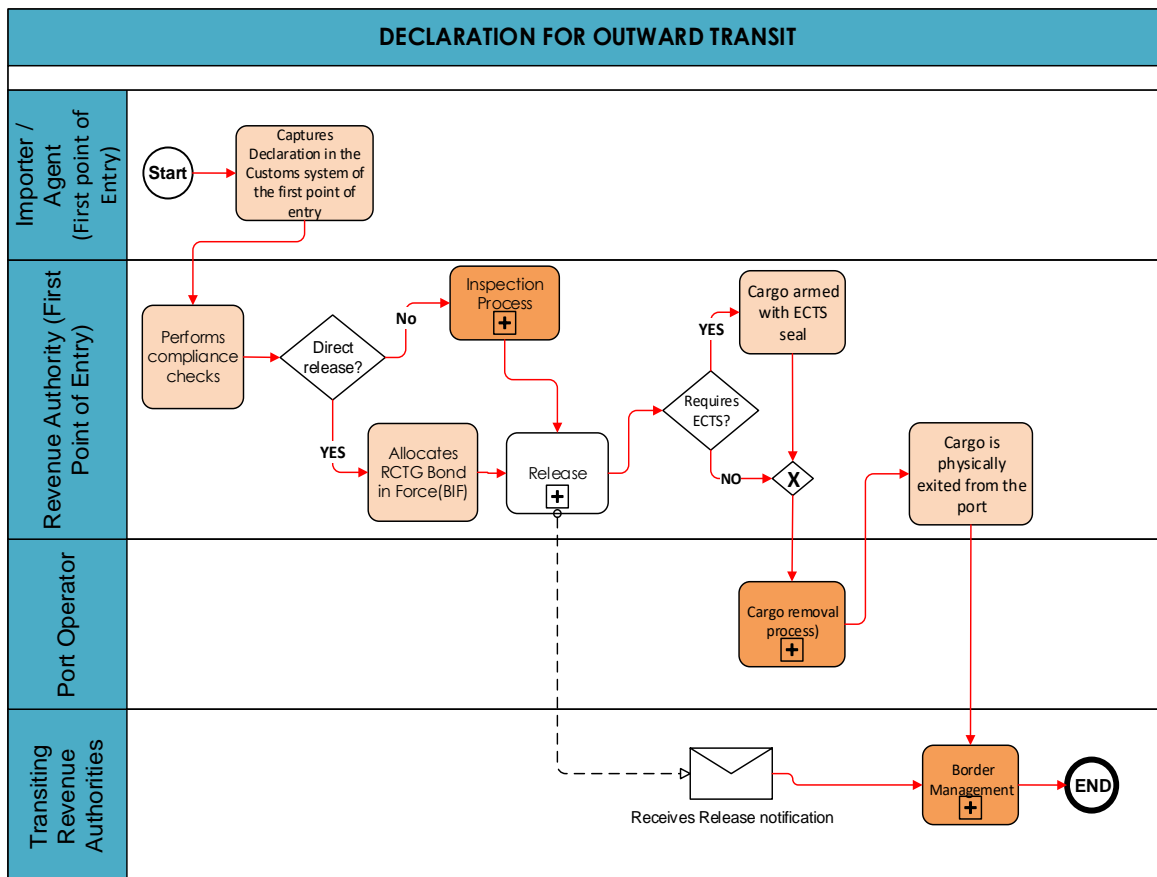 DECLARATION FOR OUTWARD TRANSIT
Importer /
Agent
(First point of
Entry)
Start
Captures
Declaration in the
Customs system of
the first point of
entry
Revenue Authority (First
Point of Entry)
Performs
compliance
checks
Direct
release?
No
YES
Inspection
Process
+
Allocates
RCTG Bond
in Force(BIF)
Release
+
Requires
ECTS?
YES
NO
Cargo armed
with ECTS
seal
X
Cargo is
physically
exited from the
port
Port Operator
Cargo removal
process)
+
Transiting
Revenue
Authorities
Receives Release notification
Border
Management
+
END